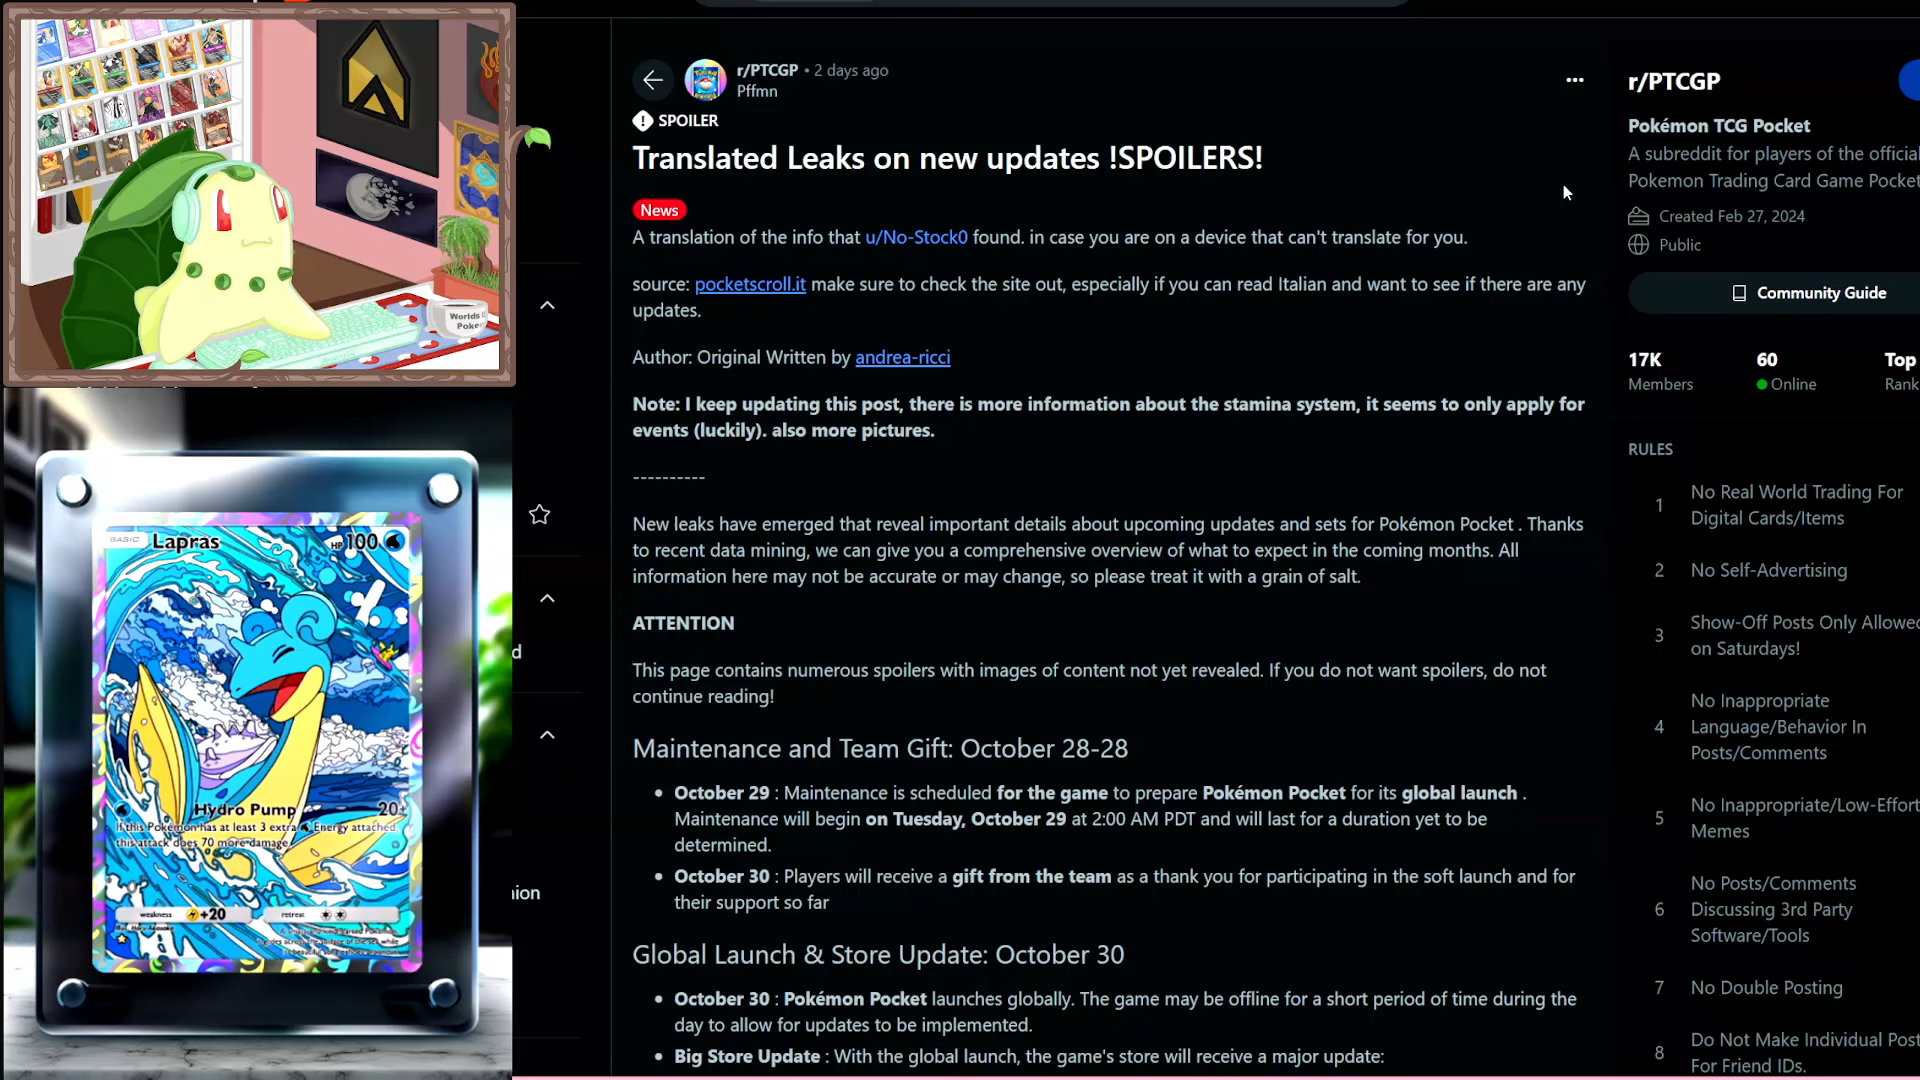 r/PTCGP • 2 days ago
Pffmn
SPOILER
Translated Leaks on new updates !SPOILERS!
News
A translation of the info that u/No-Stock0 found. in case you are on a device that can't translate for you.
source: pocketscroll.it make sure to check the site out, especially if you can read Italian and want to see if there are any
updates.
Author: Original Written by andrea-ricci
Note: I keep updating this post, there is more information about the stamina system, it seems to only apply for
events (luckily). also more pictures.
----------
New leaks have emerged that reveal important details about upcoming updates and sets for Pokémon Pocket . Thanks
to recent data mining, we can give you a comprehensive overview of what to expect in the coming months. All
information here may not be accurate or may change, so please treat it with a grain of salt.
ATTENTION
This page contains numerous spoilers with images of content not yet revealed. If you do not want spoilers, do not
continue reading!
Maintenance and Team Gift: October 28-28
• October 29 : Maintenance is scheduled for the game to prepare Pokémon Pocket for its global launch .
Maintenance will begin on Tuesday, October 29 at 2:00 AM PDT and will last for a duration yet to be
determined.
• October 30 : Players will receive a gift from the team as a thank you for participating in the soft launch and for
their support so far
Global Launch & Store Update: October 30
• October 30 : Pokémon Pocket launches globally. The game may be offline for a short period of time during the
day to allow for updates to be implemented.
• Big Store Update : With the global launch, the game's store will receive a major update:
r/PTCGP
Pokémon TCG Pocket
A subreddit for players of the official
Pokemon Trading Card Game Pocket
Created Feb 27, 2024
Public
Community Guide
17K
Members
60
Online
Top
Rank
RULES
1 No Real World Trading For
Digital Cards/Items
2 No Self-Advertising
3 Show-Off Posts Only Allowed
on Saturdays!
4 No Inappropriate
Language/Behavior In
Posts/Comments
5 No Inappropriate/Low-Effort
Memes
6 No Posts/Comments
Discussing 3rd Party
Software/Tools
7 No Double Posting
8 Do Not Make Individual Post
For Friend IDs.
Worlds
Poke
BASIC Lapras HP 100
Hydro Pump 20+
If this Pokémon has at least 3 extra Energy attached,
this attack does 70 more damage.
weakness +20 retreat
d
nion